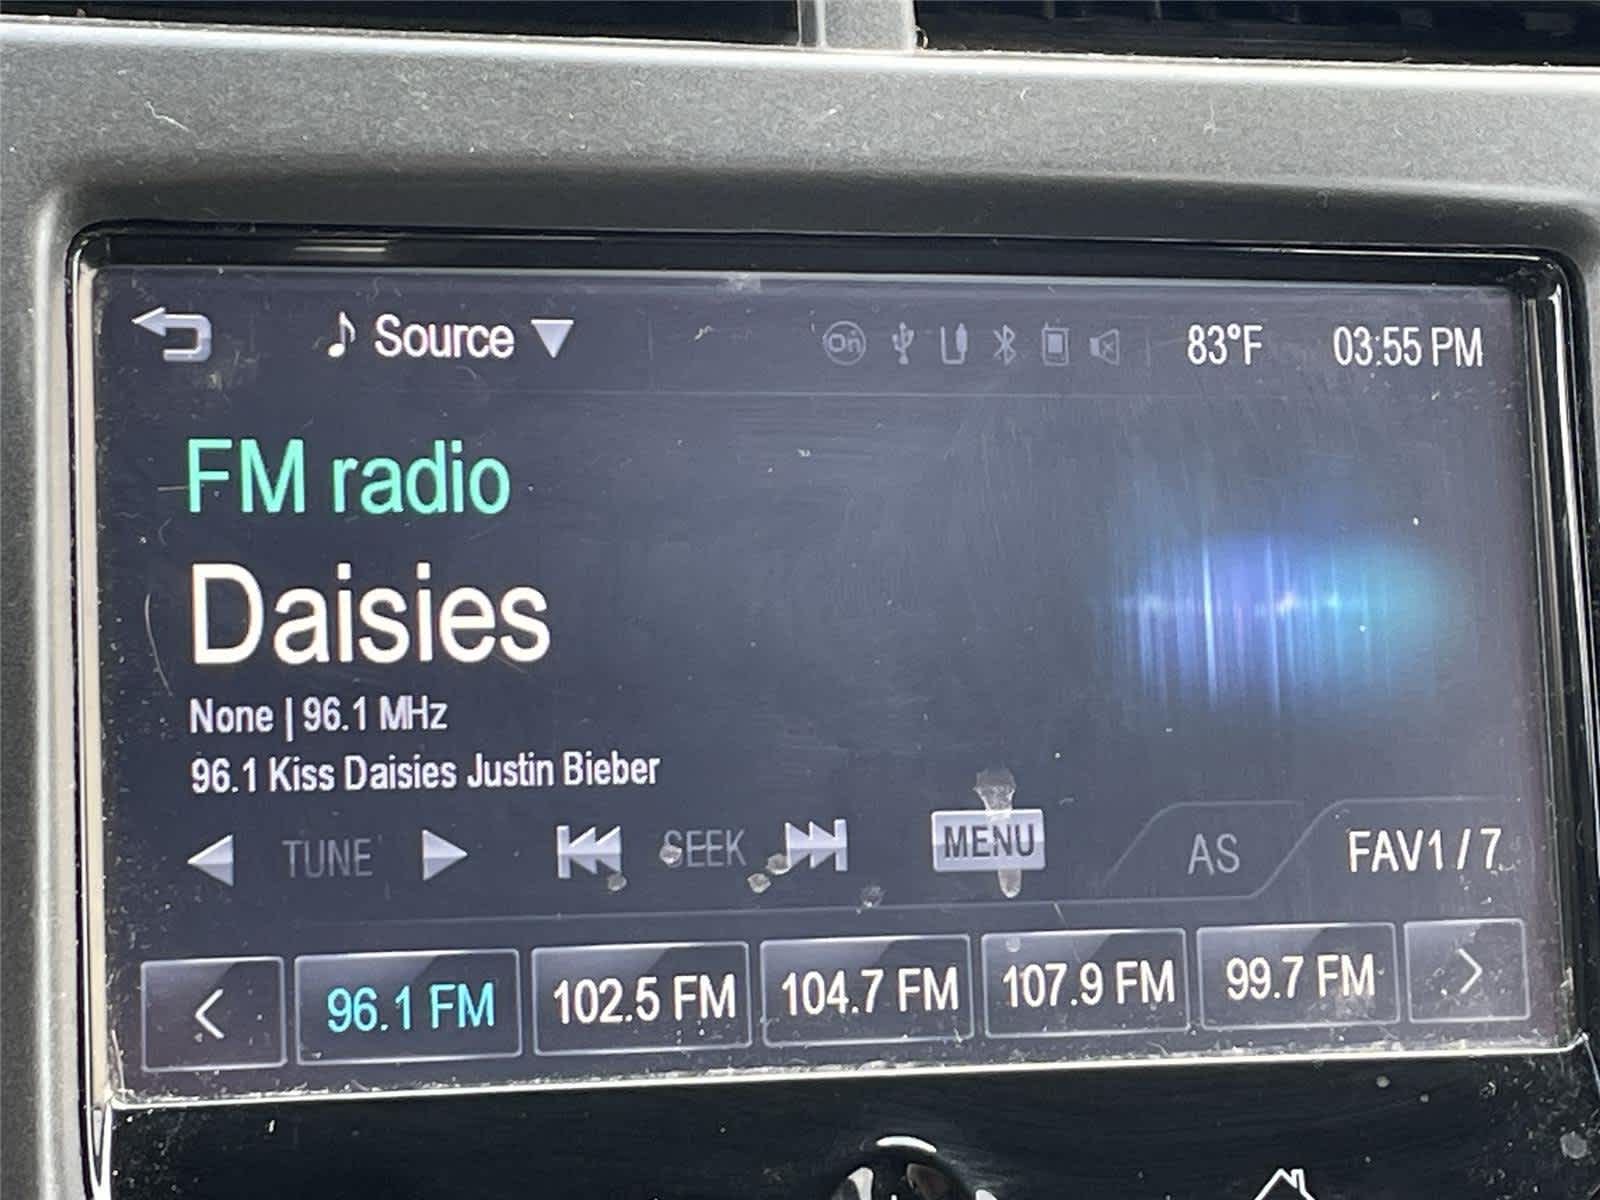 Source On 83°F 03:55 PM
FM radio
Daisies
None | 96.1 MHz
96.1 Kiss Daisies Justin Bieber
TUNE SEEK MENU AS FAV1 / 7
96.1 FM 102.5 FM 104.7 FM 107.9 FM 99.7 FM